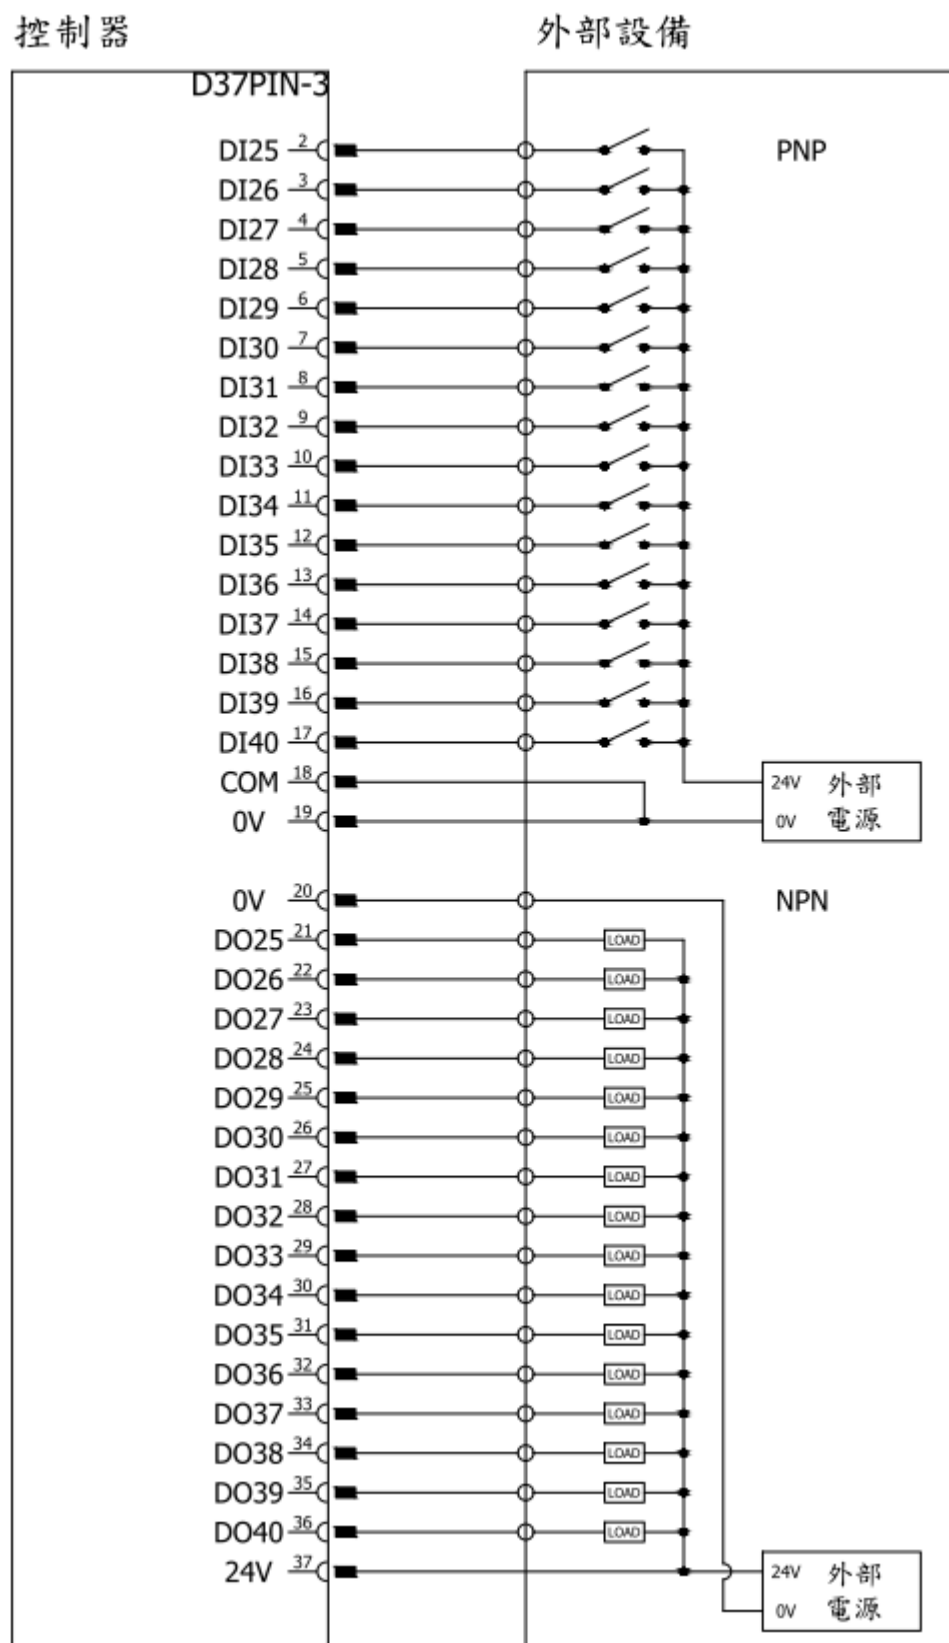 控制器 外部設備
D37PIN-3
DI25 2 PNP
DI26 3
DI27 4
DI28 5
DI29 6
DI30 7
DI31 8
DI32 9
DI33 10
DI34 11
DI35 12
DI36 13
DI37 14
DI38 15
DI39 16
DI40 17
COM 18 24V 外部
0V 19 0V 電源
0V 20 NPN
DO25 21 LOAD
DO26 22 LOAD
DO27 23 LOAD
DO28 24 LOAD
DO29 25 LOAD
DO30 26 LOAD
DO31 27 LOAD
DO32 28 LOAD
DO33 29 LOAD
DO34 30 LOAD
DO35 31 LOAD
DO36 32 LOAD
DO37 33 LOAD
DO38 34 LOAD
DO39 35 LOAD
DO40 36 LOAD
24V 37 24V 外部
0V 電源